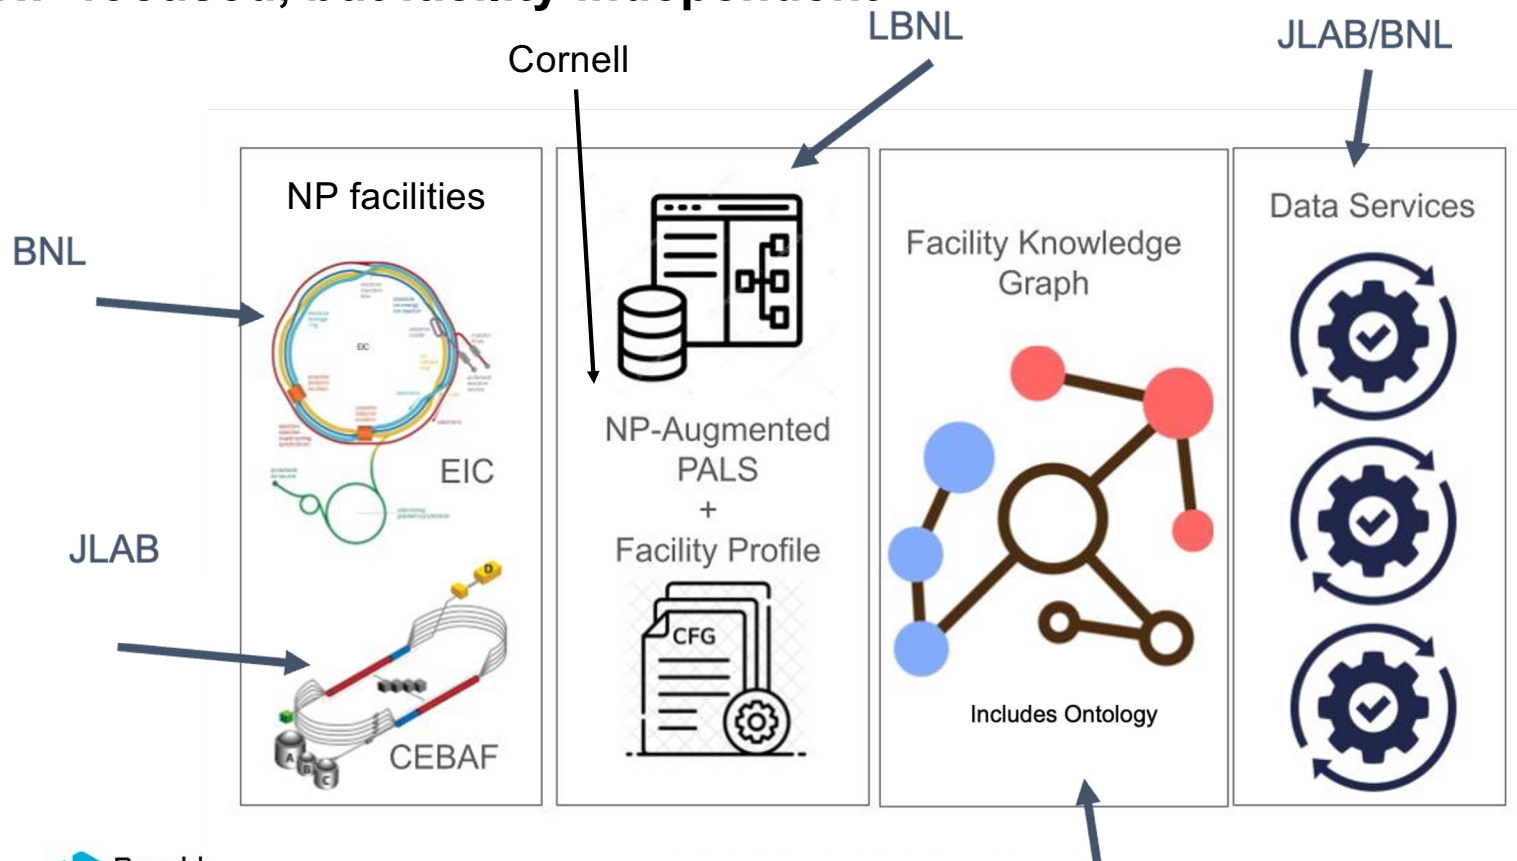 LBNL
JLAB/BNL
Cornell
NP facilities
BNL
EIC
EIC
JLAB
D
A
B
C
CEBAF
NP-Augmented
PALS
+
Facility Profile
CFG
Facility Knowledge
Graph
Includes Ontology
Data Services